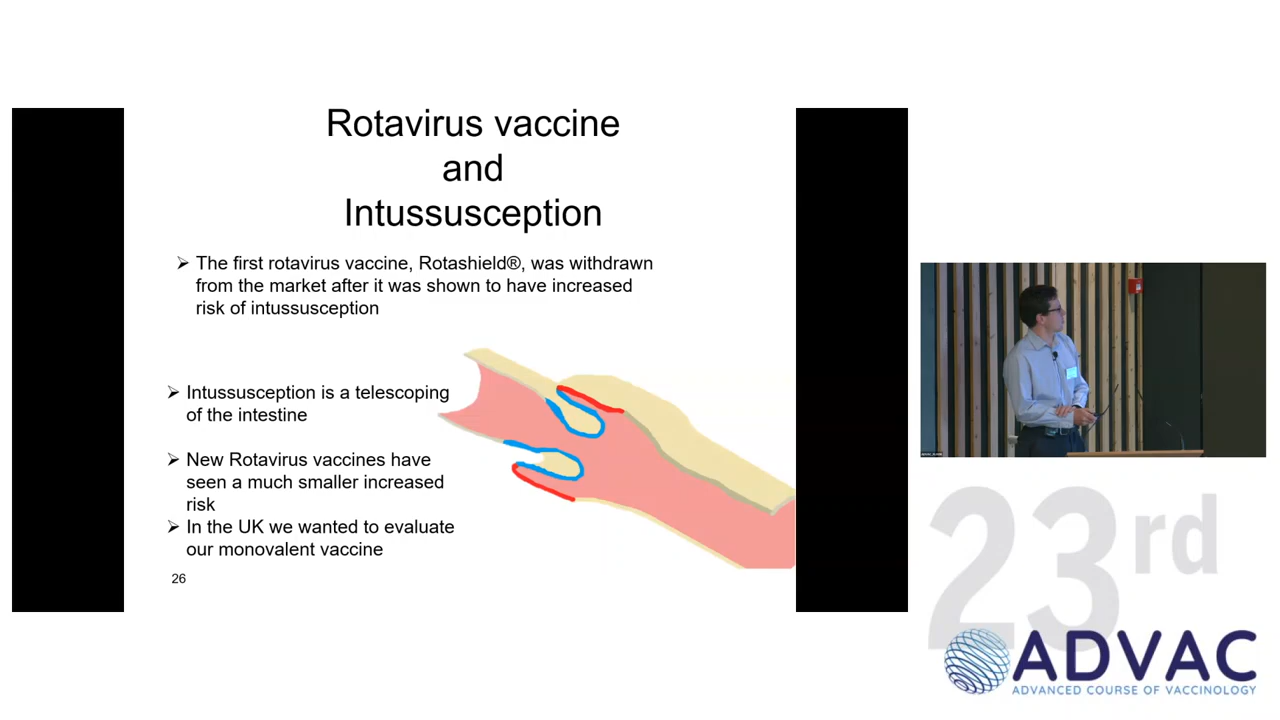 Rotavirus vaccine
and
Intussusception
➢ The first rotavirus vaccine, Rotashield®, was withdrawn
from the market after it was shown to have increased
risk of intussusception
➢ Intussusception is a telescoping
of the intestine
➢ New Rotavirus vaccines have
seen a much smaller increased
risk
➢ In the UK we wanted to evaluate
our monovalent vaccine
26
23rd
ADVAC
ADVANCED COURSE OF VACCINOLOGY